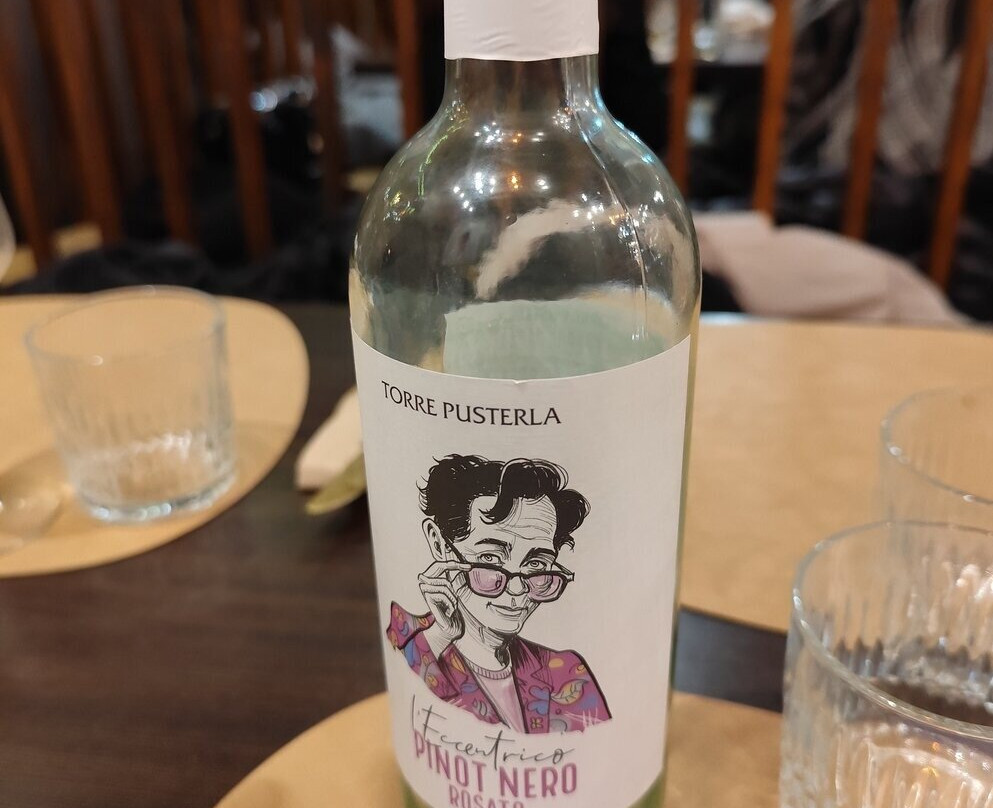 TORRE PUSTERLA
l'Eccentrico
PINOT NERO
ROSATO